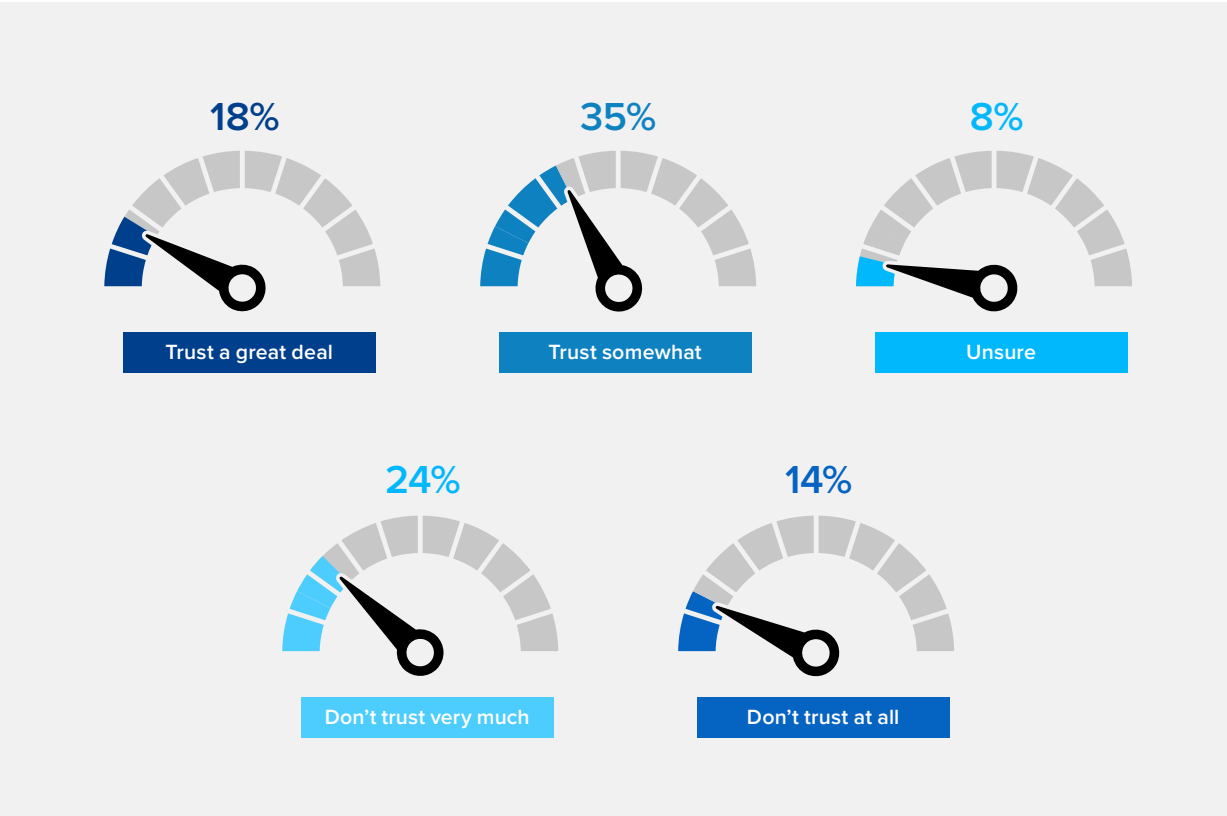 18%
35%
8%
Trust a great deal
Trust somewhat
Unsure
24%
14%
Don’t trust very much
Don’t trust at all